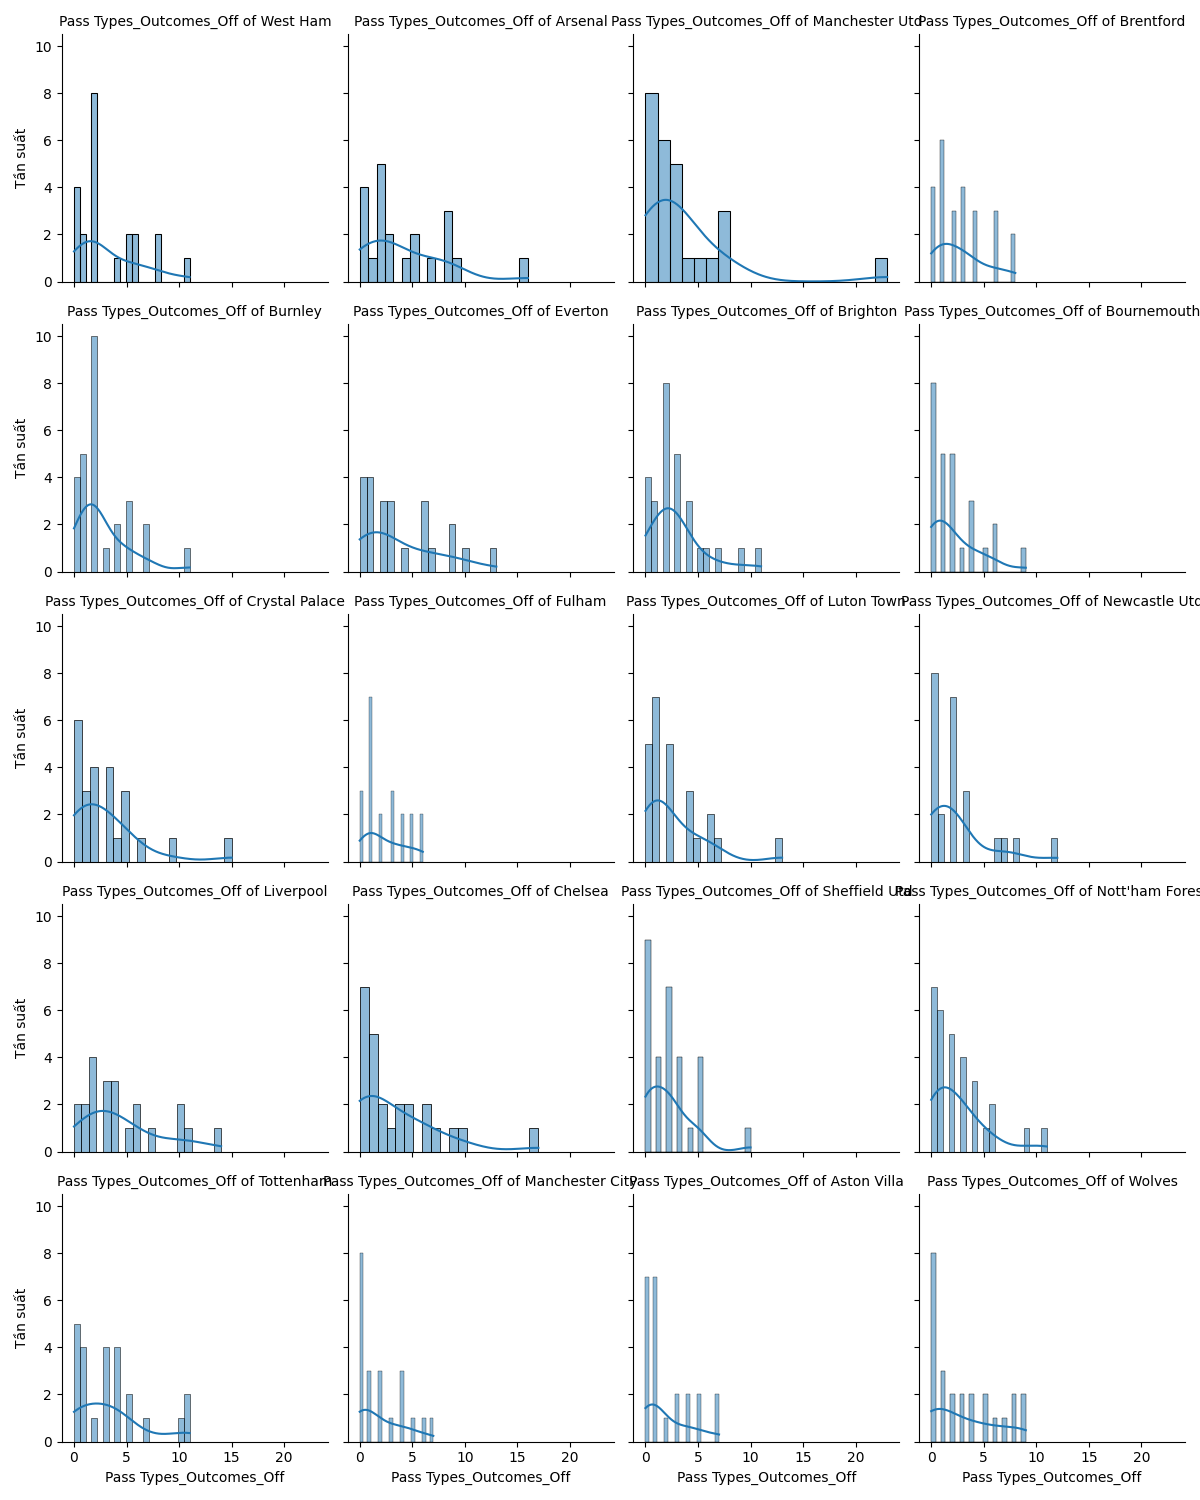 Pass Types_Outcomes_Off of West Ham
Pass Types_Outcomes_Off of Arsenal
Pass Types_Outcomes_Off of Manchester Utd
Pass Types_Outcomes_Off of Brentford
10
8
6
4
2
0
Tần suất
Pass Types_Outcomes_Off of Burnley
Pass Types_Outcomes_Off of Everton
Pass Types_Outcomes_Off of Brighton
Pass Types_Outcomes_Off of Bournemouth
10
8
6
4
2
0
Tần suất
Pass Types_Outcomes_Off of Crystal Palace
Pass Types_Outcomes_Off of Fulham
Pass Types_Outcomes_Off of Luton Town
Pass Types_Outcomes_Off of Newcastle Utd
10
8
6
4
2
0
Tần suất
Pass Types_Outcomes_Off of Liverpool
Pass Types_Outcomes_Off of Chelsea
Pass Types_Outcomes_Off of Sheffield Utd
Pass Types_Outcomes_Off of Nott'ham Fores
10
8
6
4
2
0
Tần suất
Pass Types_Outcomes_Off of Tottenham
Pass Types_Outcomes_Off of Manchester City
Pass Types_Outcomes_Off of Aston Villa
Pass Types_Outcomes_Off of Wolves
10
8
6
4
2
0
Tần suất
0 5 10 15 20
0 5 10 15 20
0 5 10 15 20
0 5 10 15 20
Pass Types_Outcomes_Off
Pass Types_Outcomes_Off
Pass Types_Outcomes_Off
Pass Types_Outcomes_Off